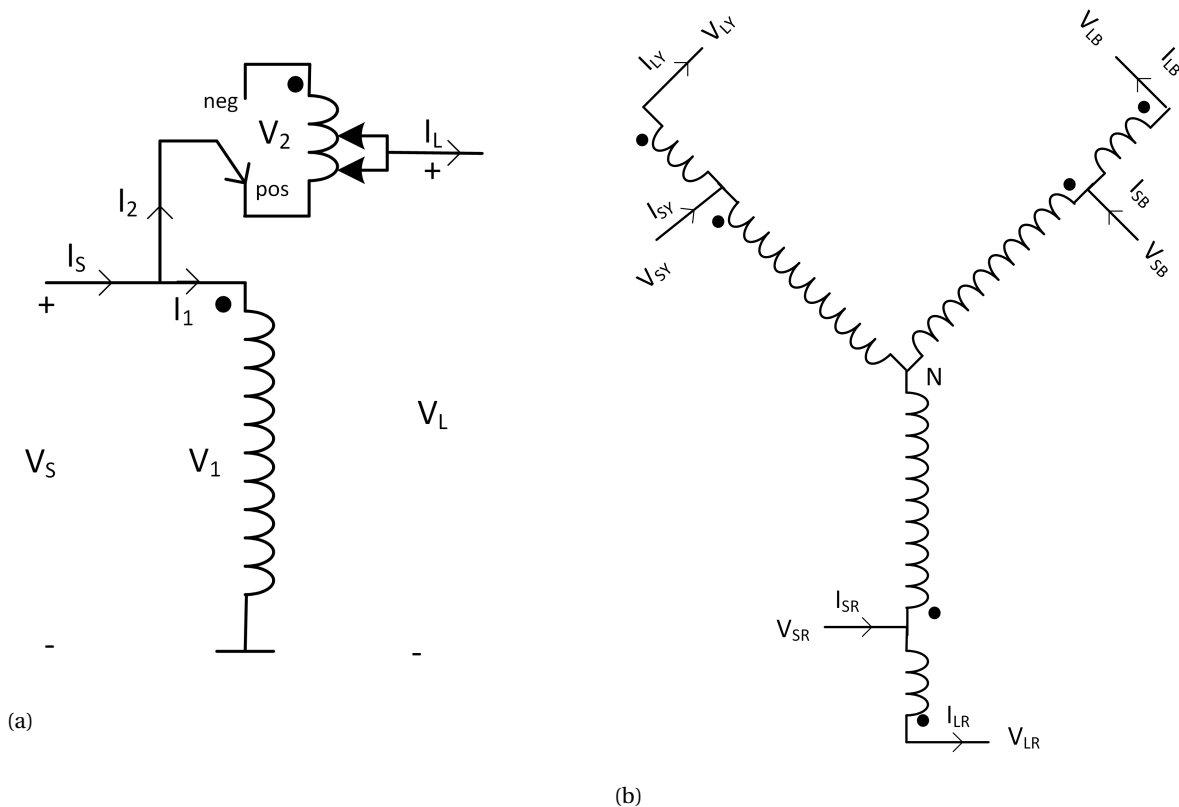 neg
V2
IL
+
I2
pos
IS
+
I1
VL
VS
V1
-
-
(a)
VLY
ILY
VLB
ILB
ISY
VSY
ISB
VSB
N
ISR
VSR
ILR
VLR
(b)